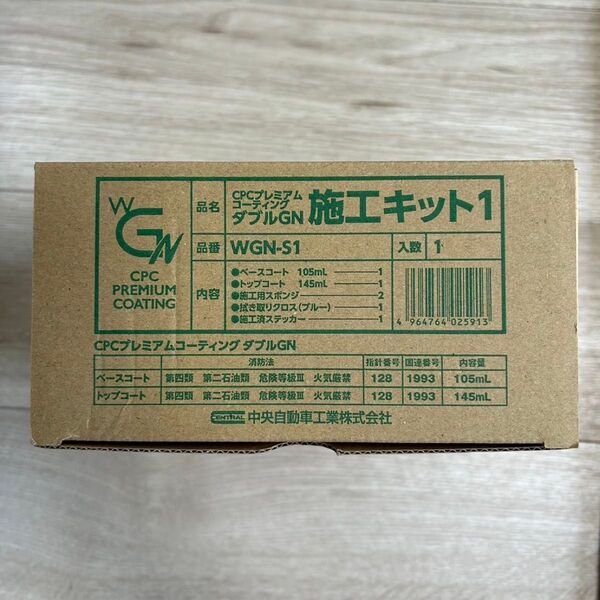 WGN
CPC
PREMIUM
COATING
品名 CPCプレミアム
コーティング
ダブルGN 施工キット1
品番 WGN-S1 入数 1
内容
●ベースコート 105mL 1
●トップコート 145mL 1
●施工用スポンジ 2
●拭き取りクロス(ブルー) 1
●施工済ステッカー 1
4 964764 025913
CPCプレミアムコーティング ダブルGN
消防法 指針番号 国連番号 内容量
ベースコート 第四類 第二石油類 危険等級Ⅲ 火気厳禁 128 1993 105mL
トップコート 第四類 第二石油類 危険等級Ⅲ 火気厳禁 128 1993 145mL
CENTRAL 中央自動車工業株式会社